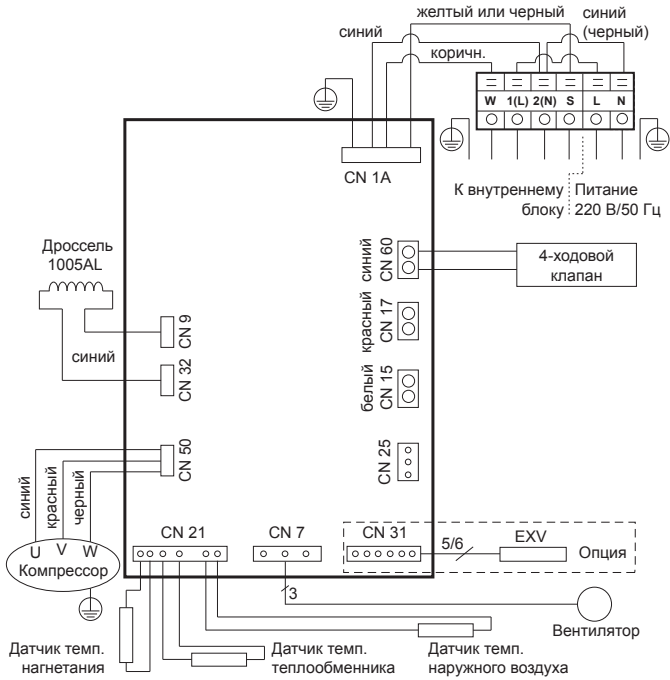 желтый или черный
синий
(черный)
синий
коричн.
W 1(L) 2(N) S L N
CN 1A
К внутреннему
блоку
Питание
220 В/50 Гц
Дроссель
1005AL
синий
CN 9
CN 32
CN 50
синий
CN 60
4-ходовой
клапан
красный
CN 17
белый
CN 15
CN 25
синий
красный
черный
U V W
Компрессор
CN 21
CN 7
CN 31
5/6
EXV
Опция
3
Вентилятор
Датчик темп.
нагнетания
Датчик темп.
теплообменника
Датчик темп.
наружного воздуха